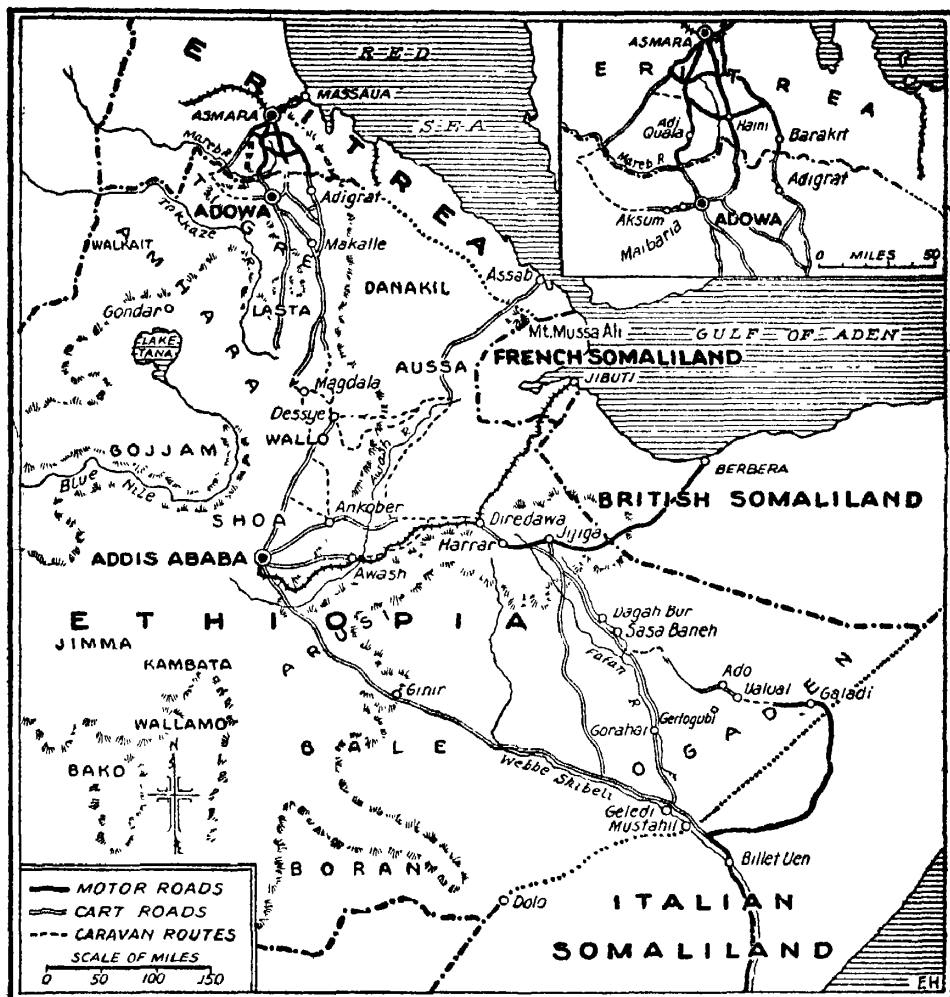 RED
SEA
ERITREA
MASSAUA
ASMARA
Mareb R
ADOWA
Adigrat
TIGRE
Takkaze
WALKAIT
Makalle
AMHARA
DANAKIL
Assab
LASTA
Gondar
LAKE
TANA
Mt. Mussa Ali
GULF OF ADEN
FRENCH SOMALILAND
AUSSA
JIBUTI
Magdala
Dessye
WALLO
GOJJAM
Awash R.
Blue Nile
BERBERA
BRITISH SOMALILAND
SHOA
Ankober
Diredawa
Harrar
Jijiga
ADDIS ABABA
Awash
ETHIOPIA
ARUSI
JIMMA
Dagah Bur
Sasa Baneh
KAMBATA
Fafan R
Ado
Ualual
Galadi
Ginir
WALLAMO
N
S
Gorahai
Gerlogubi
OGADEN
BALE
BAKO
Webbe Shibeli
Geledi
Mustahil
Billet Uen
BORAN
Dolo
ITALIAN
SOMALILAND
ASMARA
ERITREA
Adi
Quala
Haini
Barakit
Mareb R
Adigrat
Aksum
ADOWA
Maibaria
0 MILES 50
MOTOR ROADS
CART ROADS
CARAVAN ROUTES
SCALE OF MILES
0 50 100 150
EH